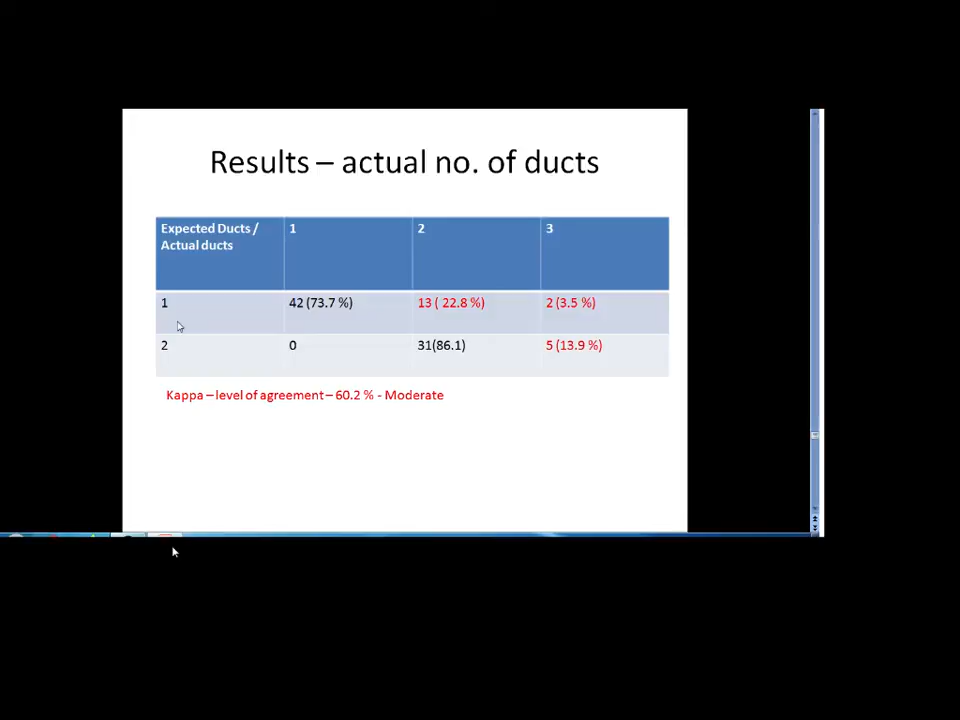 Results – actual no. of ducts
Expected Ducts / 1 2 3
Actual ducts
1 42 (73.7 %) 13 ( 22.8 %) 2 (3.5 %)
2 0 31(86.1) 5 (13.9 %)
Kappa – level of agreement – 60.2 % - Moderate